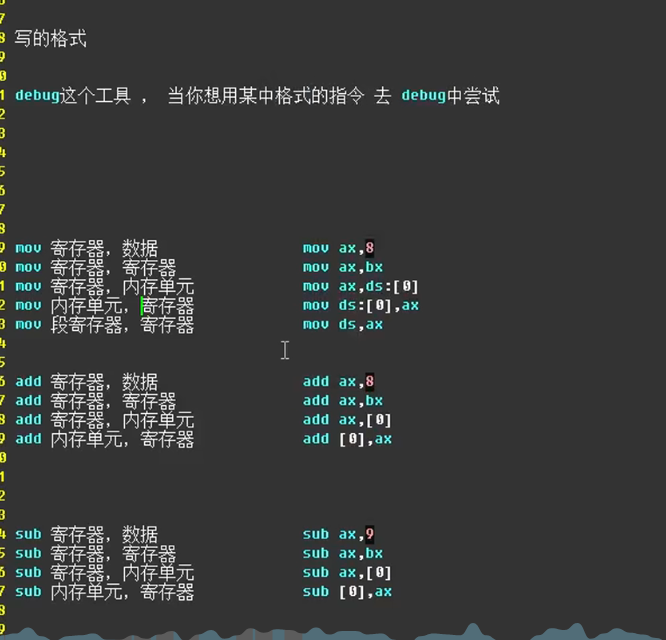 7
8 写的格式
9
0
1 debug这个工具 ， 当你想用某中格式的指令 去 debug中尝试
2
3
4
5
6
7
8
9 mov 寄存器，数据 mov ax,8
0 mov 寄存器，寄存器 mov ax,bx
1 mov 寄存器，内存单元 mov ax,ds:[0]
2 mov 内存单元，寄存器 mov ds:[0],ax
3 mov 段寄存器，寄存器 mov ds,ax
4
5
6 add 寄存器，数据 add ax,8
7 add 寄存器，寄存器 add ax,bx
8 add 寄存器，内存单元 add ax,[0]
9 add 内存单元，寄存器 add [0],ax
0
1
2
3
4 sub 寄存器，数据 sub ax,9
5 sub 寄存器，寄存器 sub ax,bx
6 sub 寄存器，内存单元 sub ax,[0]
7 sub 内存单元，寄存器 sub [0],ax
8
9